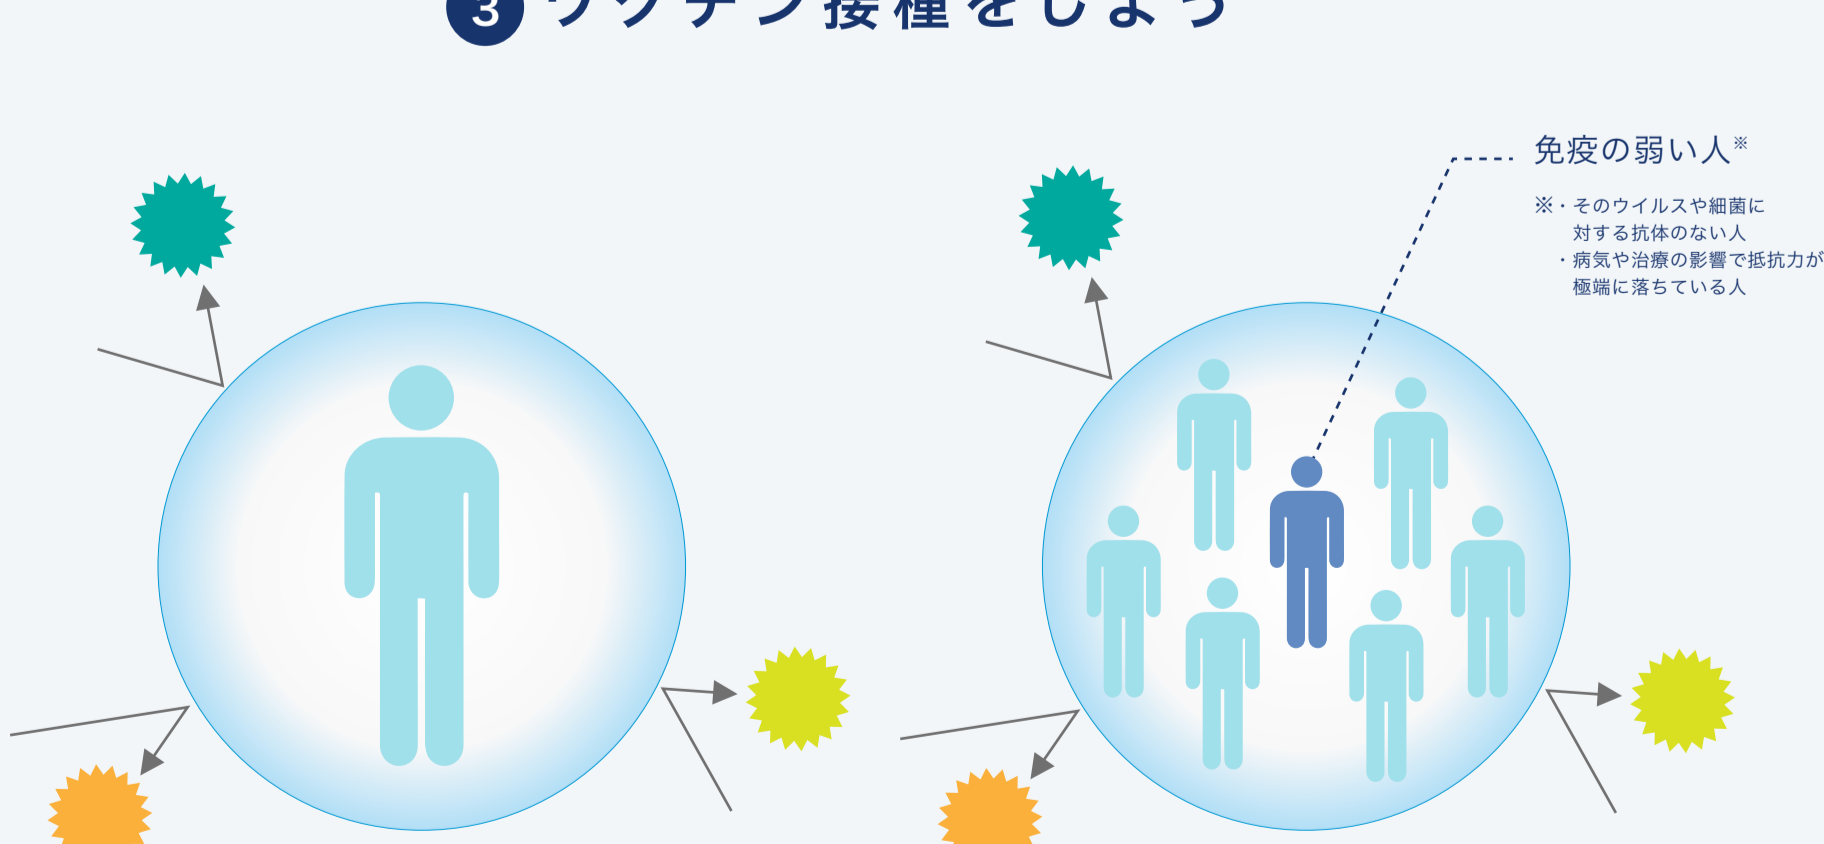 3 ワクチン接種をしよう
免疫の弱い人※
※・そのウイルスや細菌に
対する抗体のない人
・病気や治療の影響で抵抗力が
極端に落ちている人